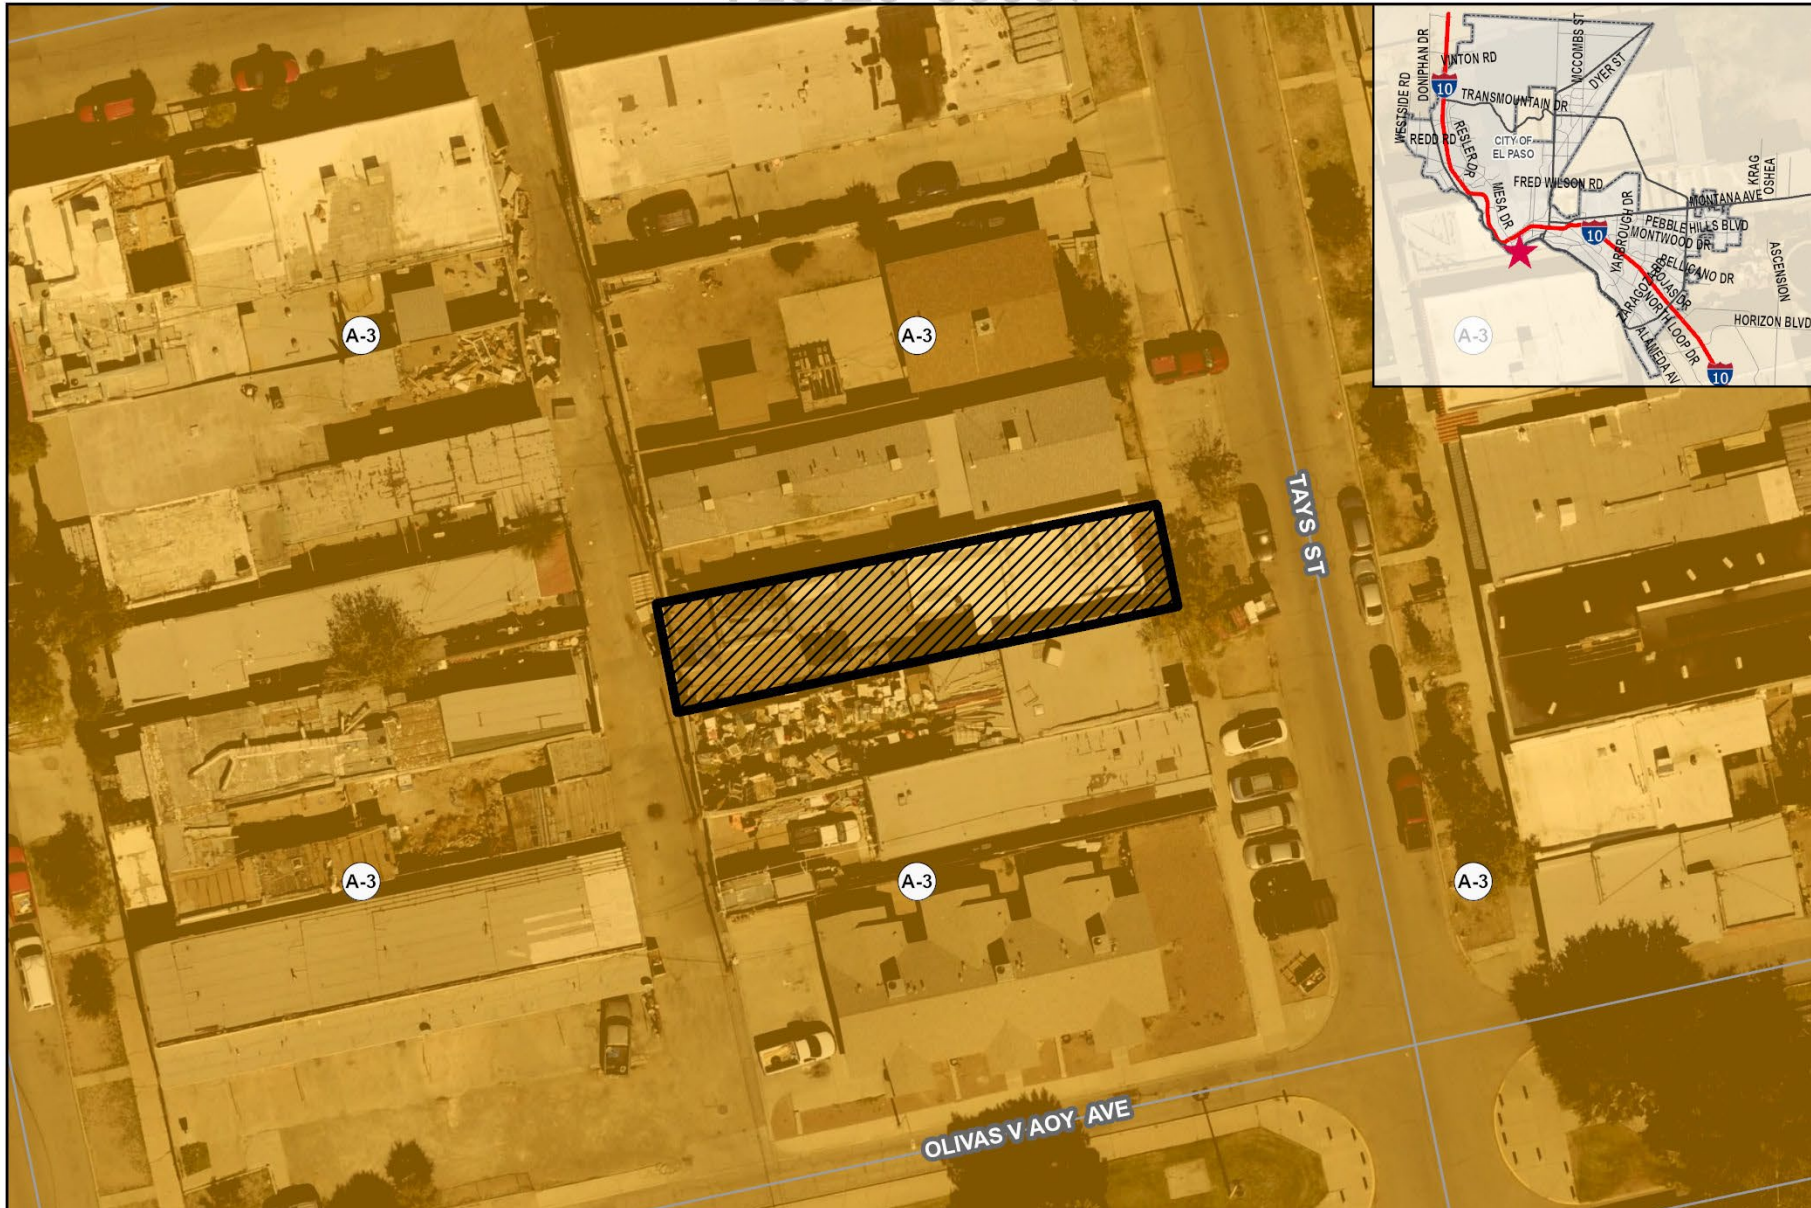 VINTON RD
DONIPHAN DR
WESTSIDE RD
MCCOMBS ST
DYER ST
10
TRANSMOUNTAIN DR
REDD RD
RESLER DR
CITY OF
EL PASO
KRAG
OSHEA
FRED WILSON RD
MESA DR
MONTANA AVE
YARBROUGH DR
PEBBLE HILLS BLVD
MONTWOOD DR
10
PELLICANO DR
ASCENSION
ROJAS DR
NORTH LOOP DR
HORIZON BLVD
ALAMEDA AV
10
A-3
A-3
A-3
TAYS ST
A-3
A-3
A-3
OLIVAS V AOY AVE